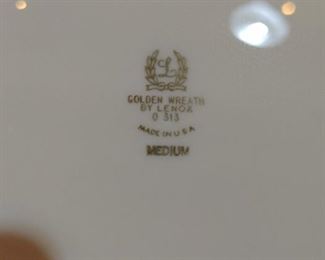 L
GOLDEN WREATH
BY LENOX
O 313
MADE IN U S A
MEDIUM